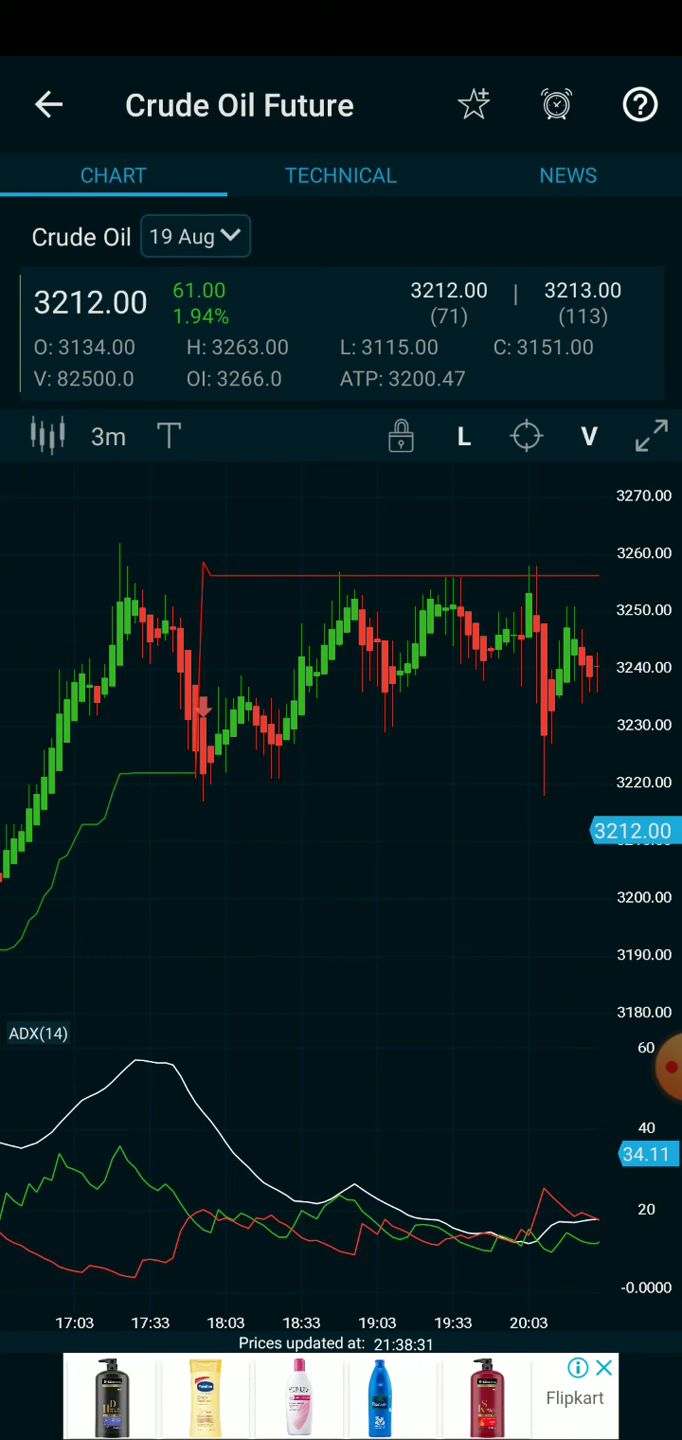 Crude Oil Future
CHART TECHNICAL NEWS
Crude Oil 19 Aug
3212.00 61.00 1.94% 3212.00 (71) | 3213.00 (113)
O: 3134.00 H: 3263.00 L: 3115.00 C: 3151.00
V: 82500.0 OI: 3266.0 ATP: 3200.47
3m T L V
3270.00
3260.00
3250.00
3240.00
3230.00
3220.00
3212.00
3200.00
3190.00
3180.00
ADX(14)
60
40
34.11
20
-0.0000
17:03 17:33 18:03 18:33 19:03 19:33 20:03
Prices updated at: 21:38:31
Flipkart